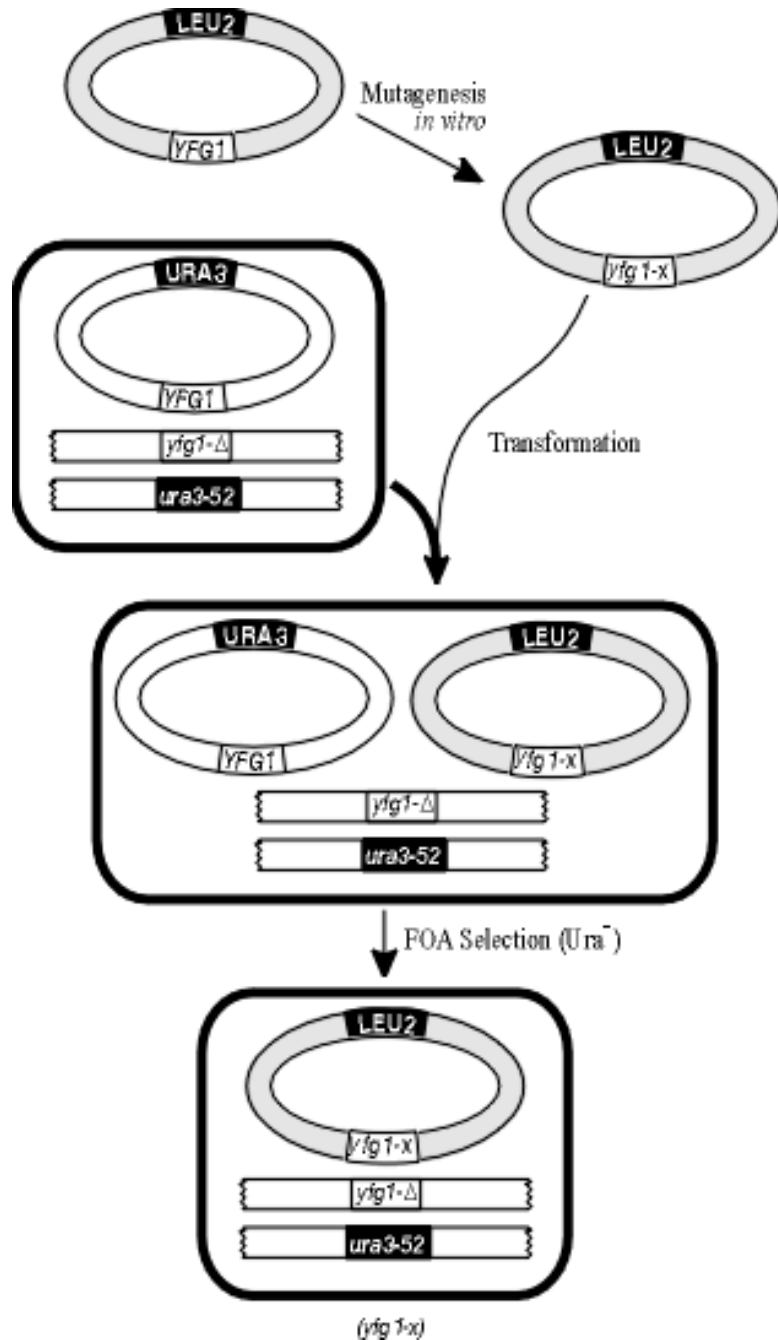 LEU2
YFG1
Mutagenesis
in vitro
LEU2
yfg1-x
URA3
YFG1
yfg1-Δ
ura3-52
Transformation
URA3
YFG1
LEU2
yfg1-x
yfg1-Δ
ura3-52
FOA Selection (Ura⁻)
LEU2
yfg1-x
yfg1-Δ
ura3-52
(yfg1-x)